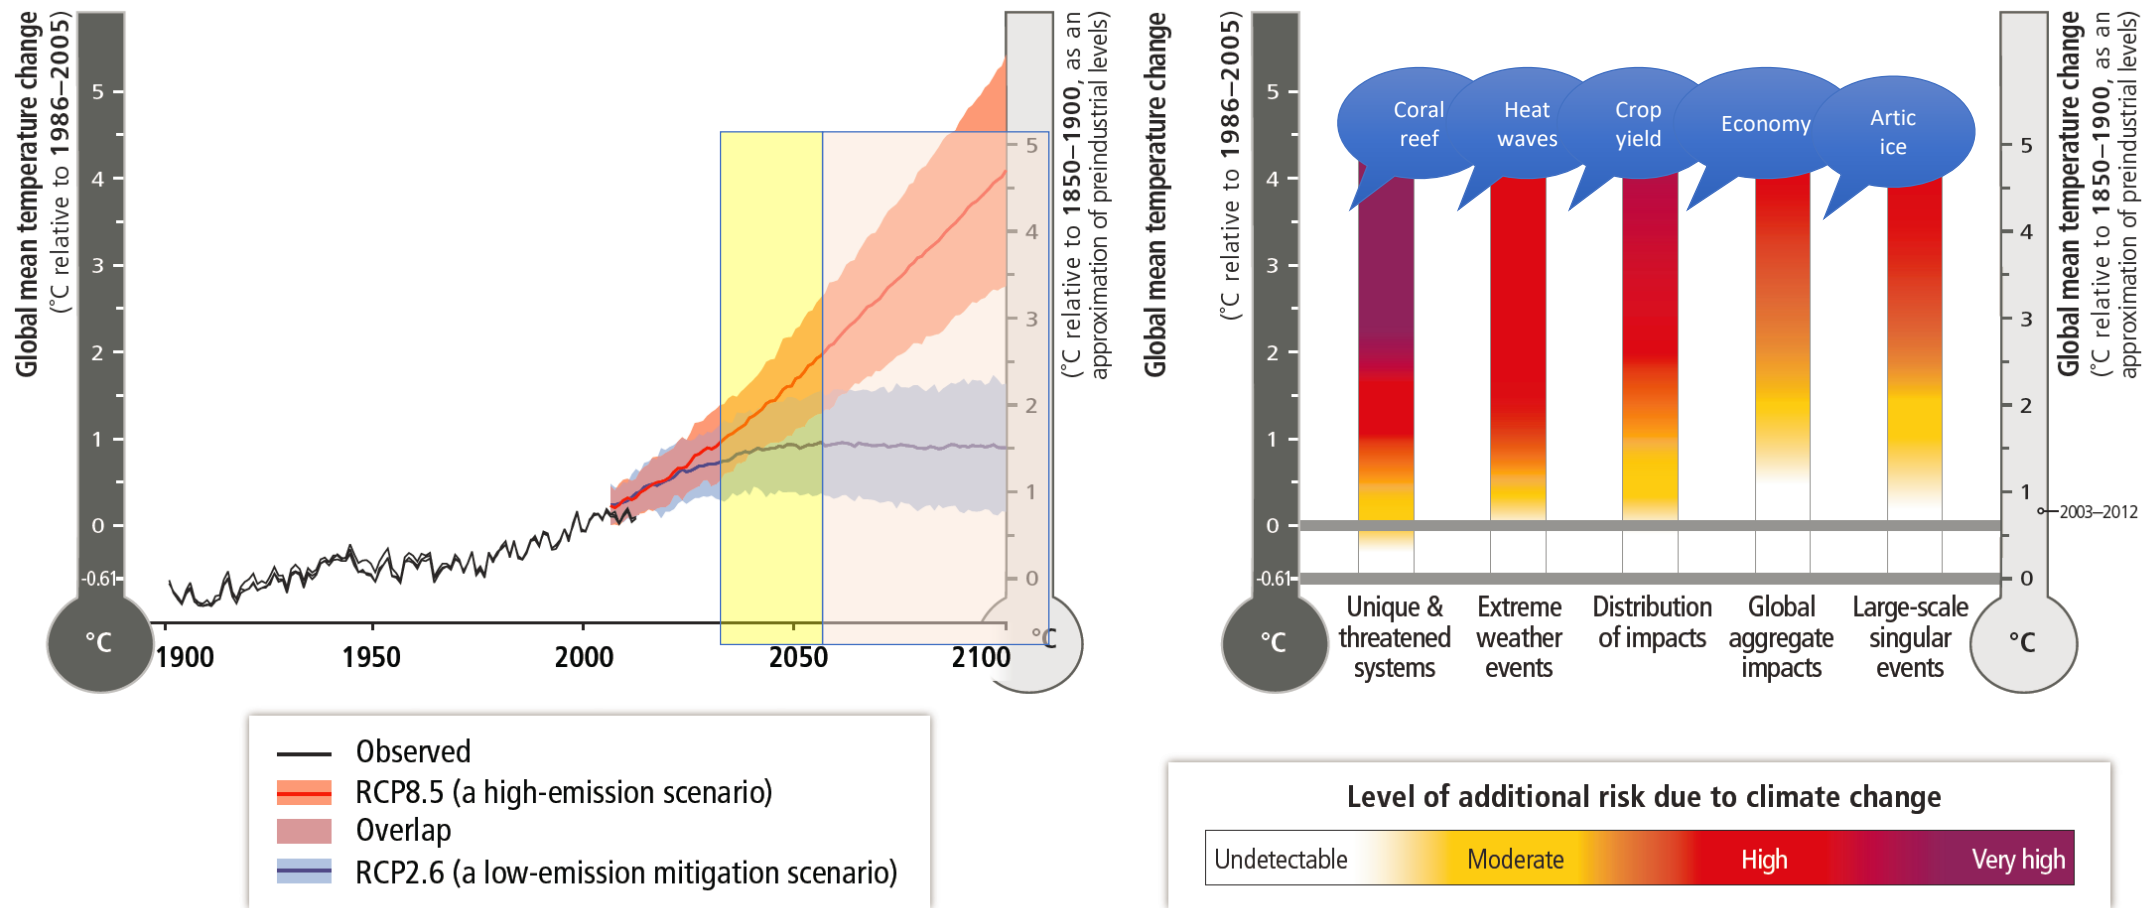 Global mean temperature change
(°C relative to 1986–2005)
5
4
3
2
1
0
-0.61
°C
1900
1950
2000
2050
2100
5
4
3
2
1
0
°C
(°C relative to 1850–1900, as an
approximation of preindustrial levels)
Observed
RCP8.5 (a high-emission scenario)
Overlap
RCP2.6 (a low-emission mitigation scenario)
Global mean temperature change
(°C relative to 1986–2005)
5
4
3
2
1
0
-0.61
°C
Coral
reef
Heat
waves
Crop
yield
Economy
Artic
ice
Unique &
threatened
systems
Extreme
weather
events
Distribution
of impacts
Global
aggregate
impacts
Large-scale
singular
events
5
4
3
2
1
0
°C
2003–2012
Global mean temperature change
(°C relative to 1850–1900, as an
approximation of preindustrial levels)
Level of additional risk due to climate change
Undetectable
Moderate
High
Very high